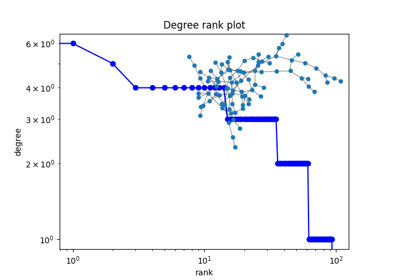 Degree rank plot
6 × 10⁰
4 × 10⁰
3 × 10⁰
2 × 10⁰
10⁰
degree
10⁰ 10¹ 10²
rank